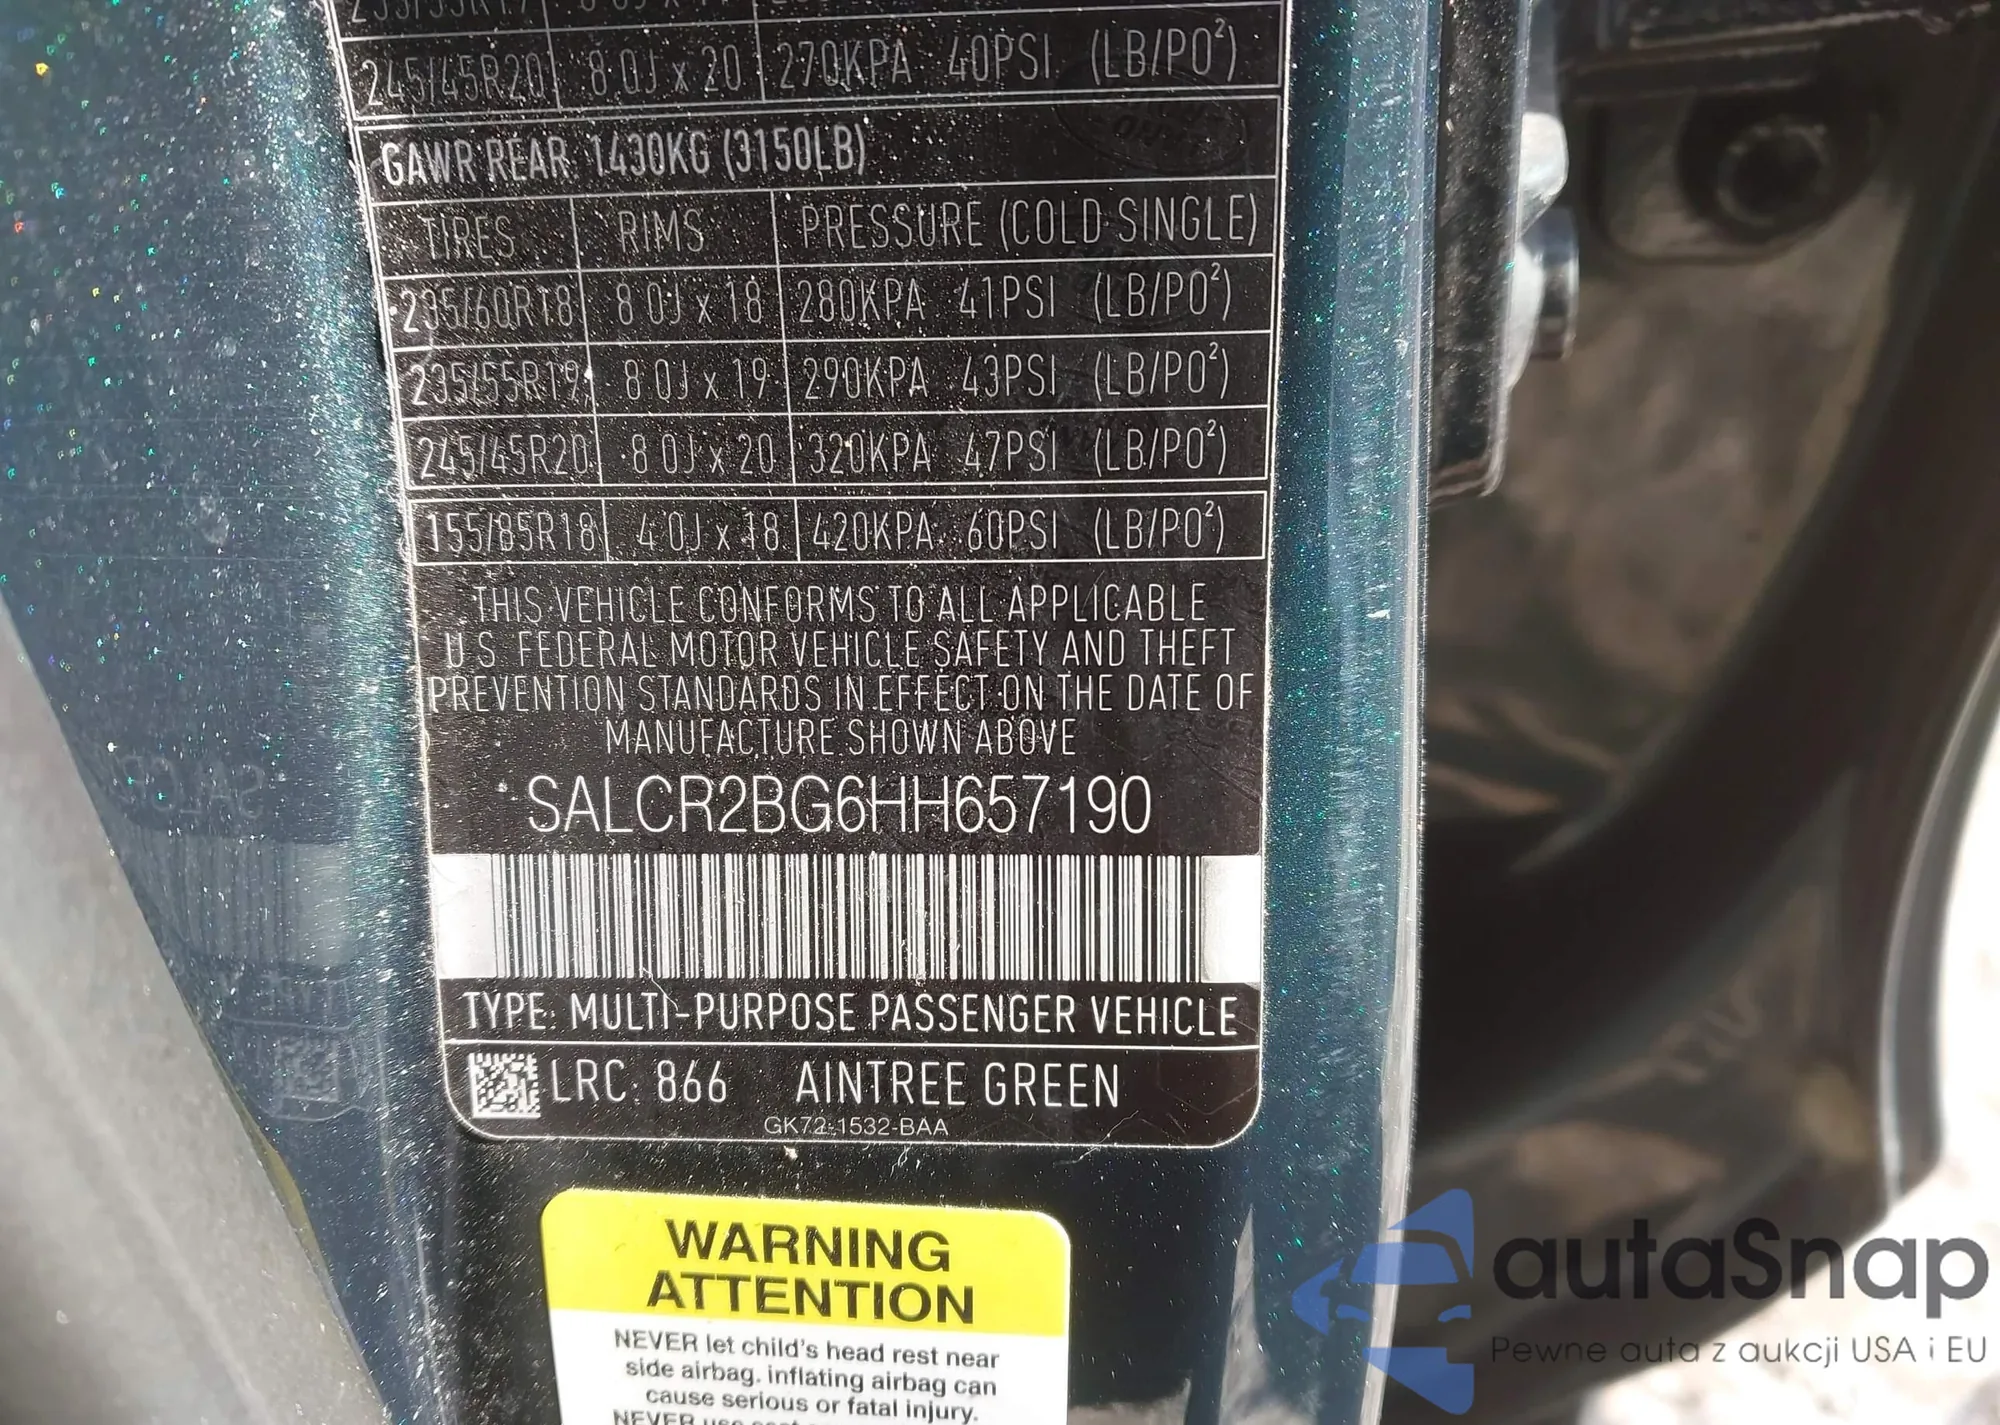 245/45R20 8.0J x 20 270KPA 40PSI (LB/PO²)
GAWR REAR: 1430KG (3150LB)
TIRES RIMS PRESSURE (COLD SINGLE)
235/60R18 8.0J x 18 280KPA 41PSI (LB/PO²)
235/55R19 8.0J x 19 290KPA 43PSI (LB/PO²)
245/45R20 8.0J x 20 320KPA 47PSI (LB/PO²)
155/85R18 4.0J x 18 420KPA 60PSI (LB/PO²)
THIS VEHICLE CONFORMS TO ALL APPLICABLE
U.S. FEDERAL MOTOR VEHICLE SAFETY AND THEFT
PREVENTION STANDARDS IN EFFECT ON THE DATE OF
MANUFACTURE SHOWN ABOVE
SALCR2BG6HH657190
TYPE: MULTI-PURPOSE PASSENGER VEHICLE
LRC: 866 AINTREE GREEN
GK72-1532-BAA
WARNING
ATTENTION
NEVER let child's head rest near
side airbag. inflating airbag can
cause serious or fatal injury.
NEVER use seat
autaSnap
Pewne auta z aukcji USA i EU